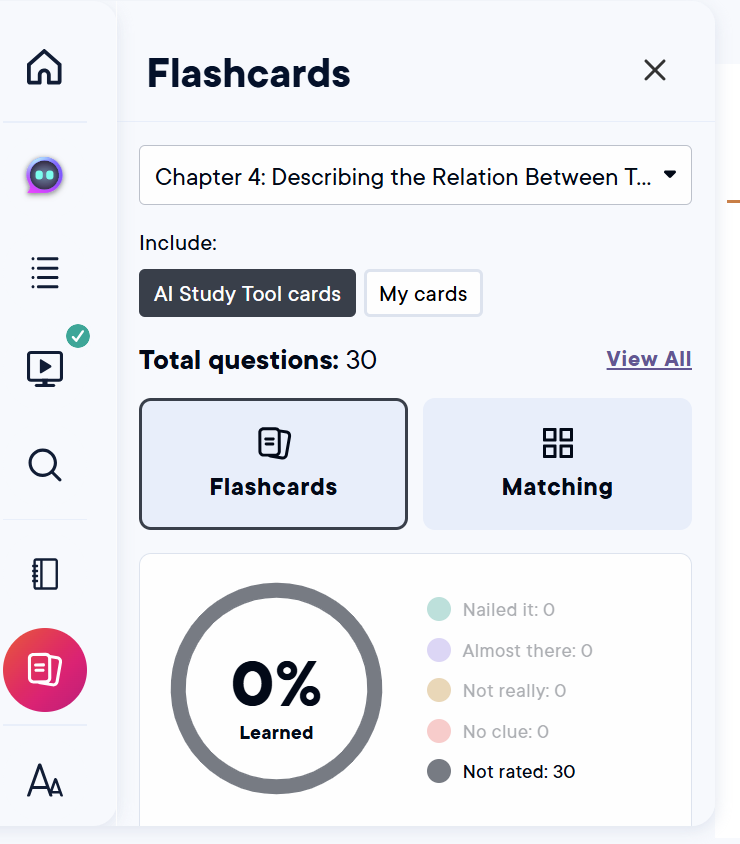 Flashcards
Chapter 4: Describing the Relation Between T...
Include:
AI Study Tool cards
My cards
Total questions: 30
View All
Flashcards
Matching
0%
Learned
Nailed it: 0
Almost there: 0
Not really: 0
No clue: 0
Not rated: 30
AA